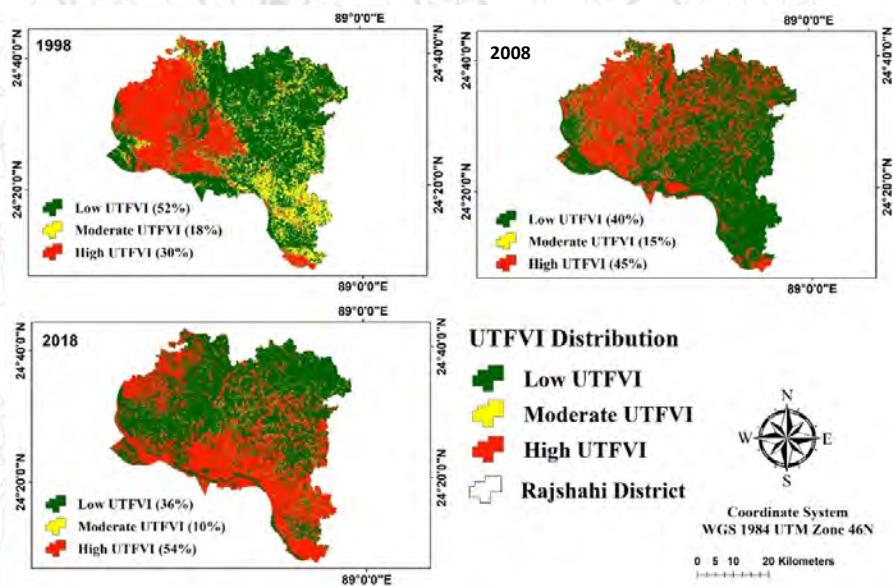 89°0'0"E
1998
24°40'0"N
24°40'0"N
24°20'0"N
24°20'0"N
Low UTFVI (52%)
Moderate UTFVI (18%)
High UTFVI (30%)
89°0'0"E
89°0'0"E
2008
24°40'0"N
24°40'0"N
24°20'0"N
24°20'0"N
Low UTFVI (40%)
Moderate UTFVI (15%)
High UTFVI (45%)
89°0'0"E
2018
24°40'0"N
24°40'0"N
24°20'0"N
24°20'0"N
Low UTFVI (36%)
Moderate UTFVI (10%)
High UTFVI (54%)
89°0'0"E
89°0'0"E
UTFVI Distribution
Low UTFVI
Moderate UTFVI
High UTFVI
Rajshahi District
N
W E
S
Coordinate System
WGS 1984 UTM Zone 46N
0 5 10 20 Kilometers